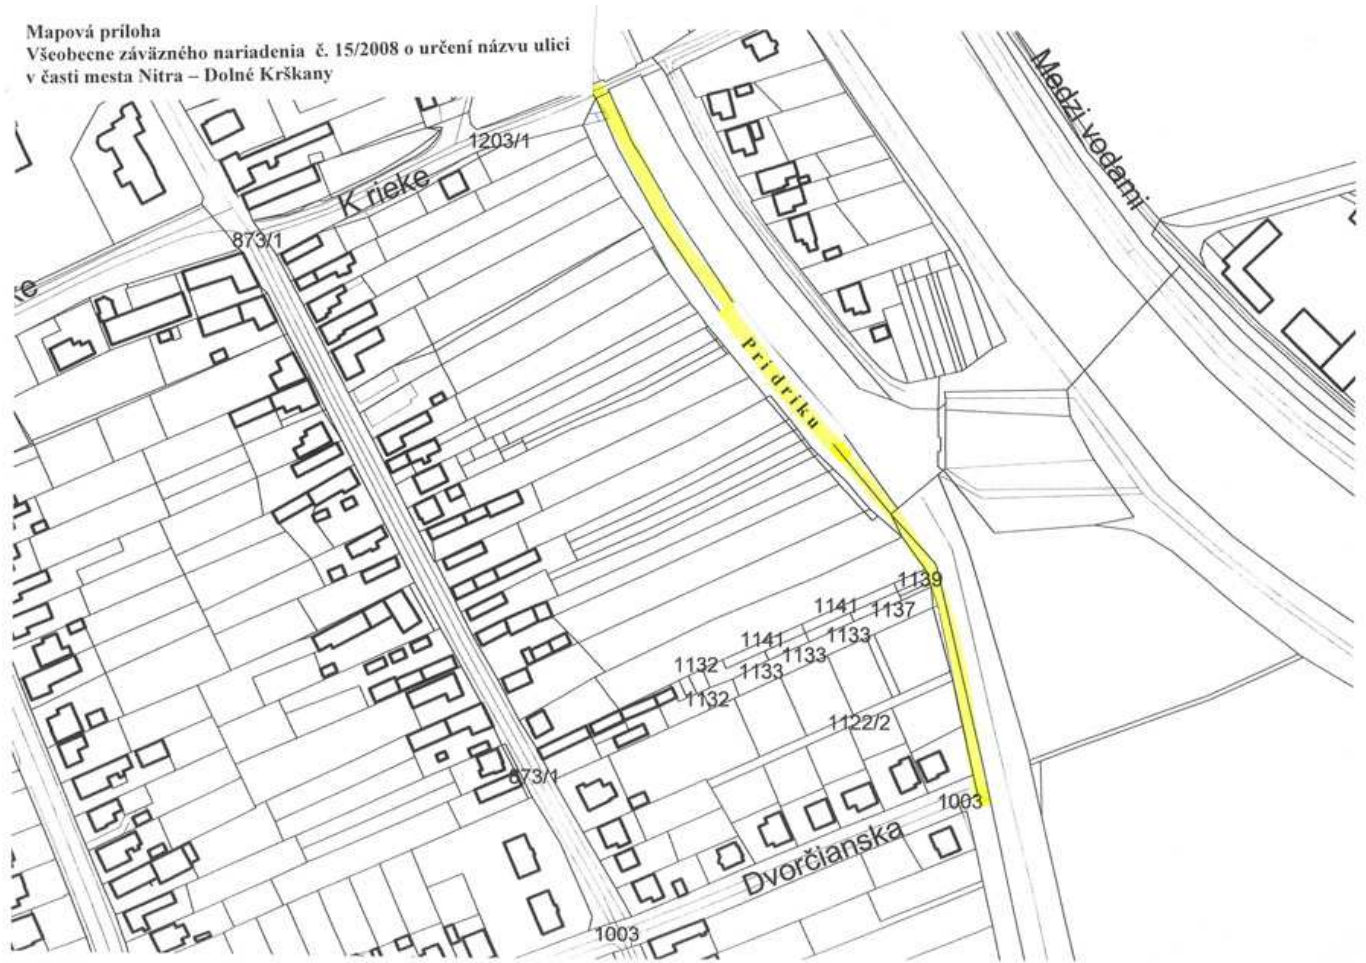 Mapová príloha
Všeobecne záväzného nariadenia č. 15/2008 o určení názvu ulici
v časti mesta Nitra – Dolné Krškany
Medzi vodami
1203/1
K rieke
873/1
ke
Pri dríku
1139
1141
1137
1141
1133
1132
1133
1133
1132
1122/2
873/1
1003
Dvorčianska
1003